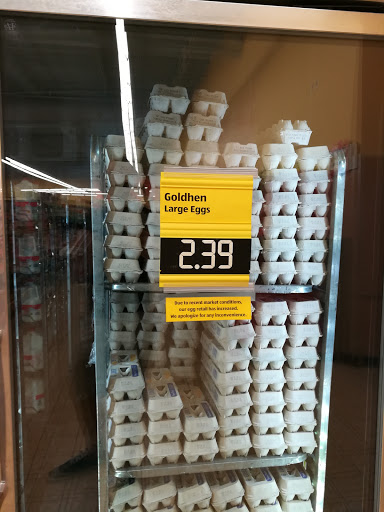 Goldhen
Large Eggs
2.39
Due to resent market conditions,
our egg retail has increased,
we apologize for any inconvenience.